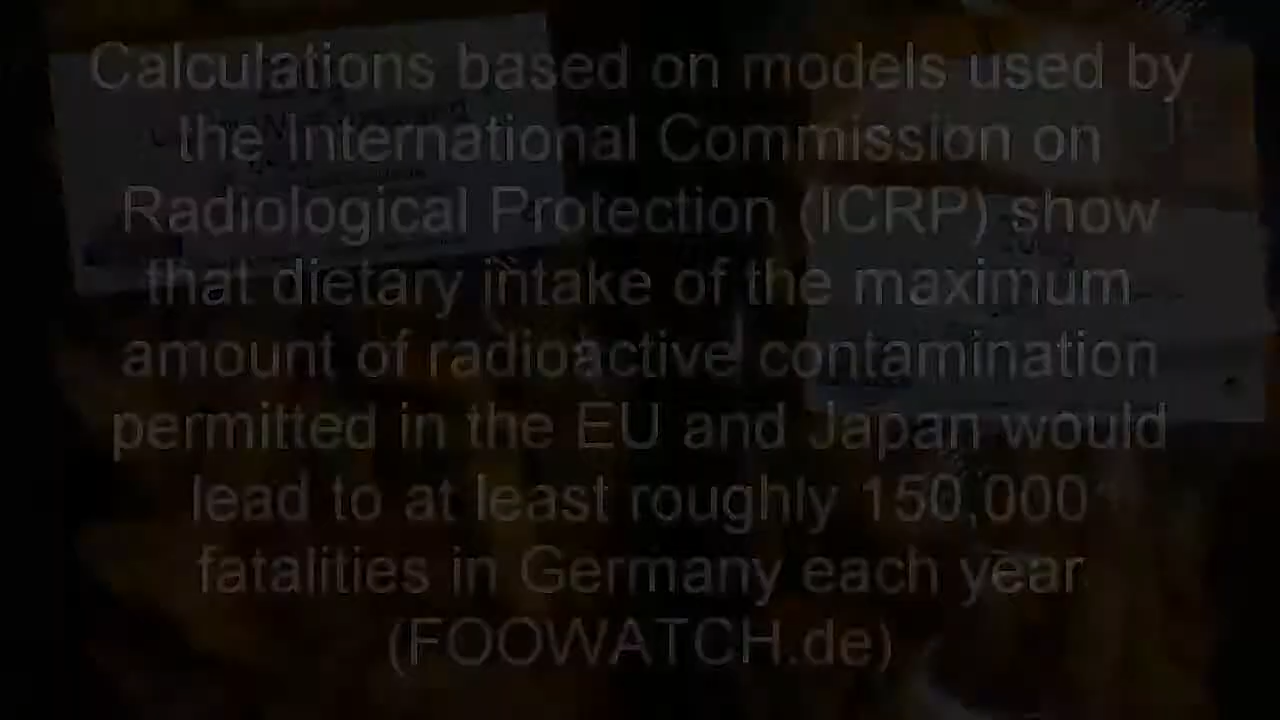 Calculations based on models used by
the International Commission on
Radiological Protection (ICRP) show
that dietary intake of the maximum
amount of radioactive contamination
permitted in the EU and Japan would
lead to at least roughly 150,000
fatalities in Germany each year
(FOOWATCH.de)